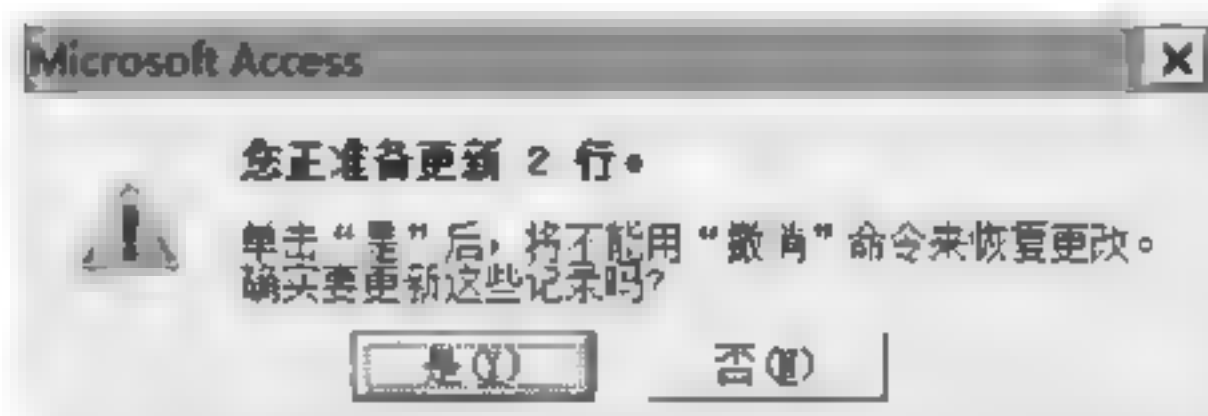 Microsoft Access
您正准备更新 2 行。
单击“是”后，将不能用“撤消”命令来恢复更改。
确实要更新这些记录吗?
是(Y) 否(N)